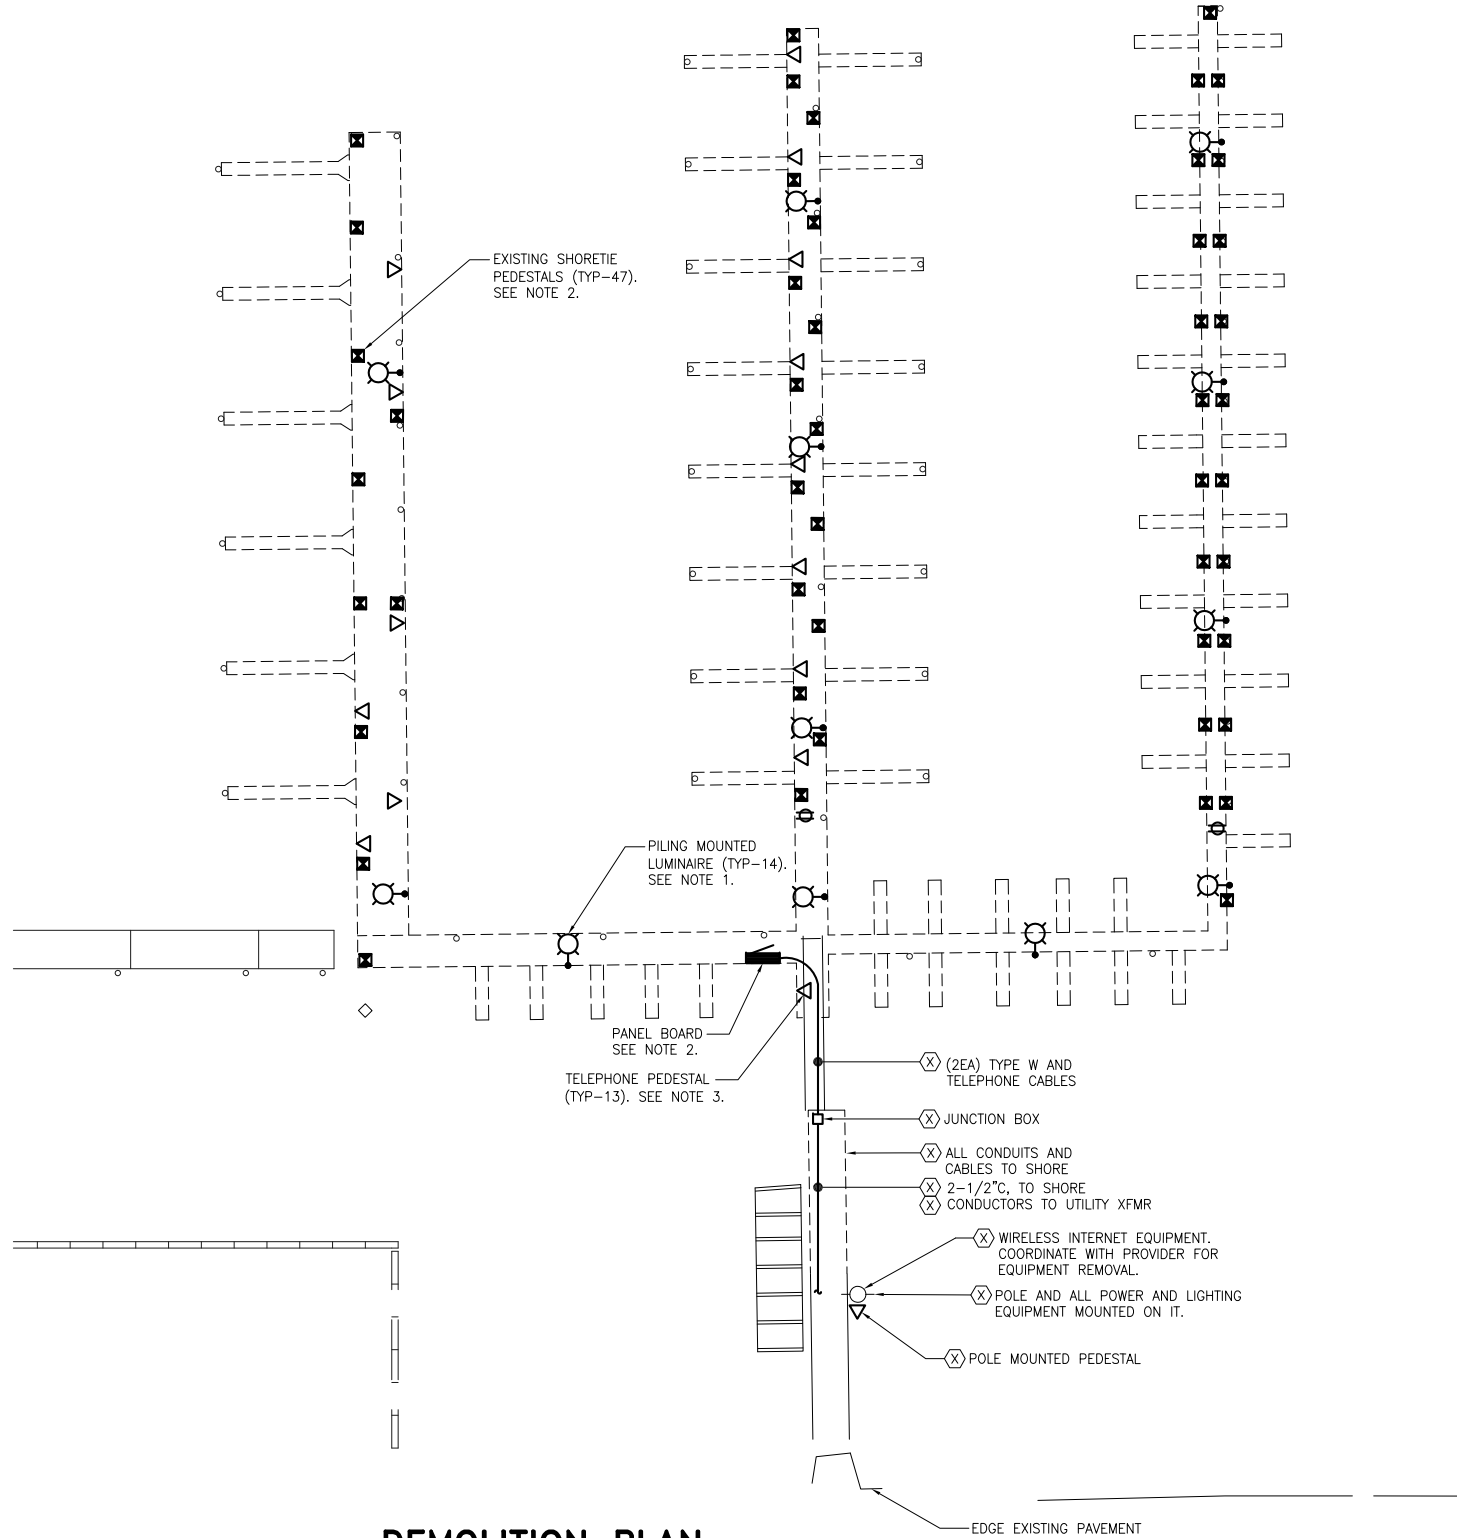 EXISTING SHORETIE
PEDESTALS (TYP-47).
SEE NOTE 2.
PILING MOUNTED
LUMINAIRE (TYP-14).
SEE NOTE 1.
PANEL BOARD
SEE NOTE 2.
TELEPHONE PEDESTAL
(TYP-13). SEE NOTE 3.
X (2EA) TYPE W AND
TELEPHONE CABLES
X JUNCTION BOX
X ALL CONDUITS AND
CABLES TO SHORE
X 2-1/2"C, TO SHORE
X CONDUCTORS TO UTILITY XFMR
X WIRELESS INTERNET EQUIPMENT.
COORDINATE WITH PROVIDER FOR
EQUIPMENT REMOVAL.
X POLE AND ALL POWER AND LIGHTING
EQUIPMENT MOUNTED ON IT.
X POLE MOUNTED PEDESTAL
EDGE EXISTING PAVEMENT
DEMOLITION PLAN